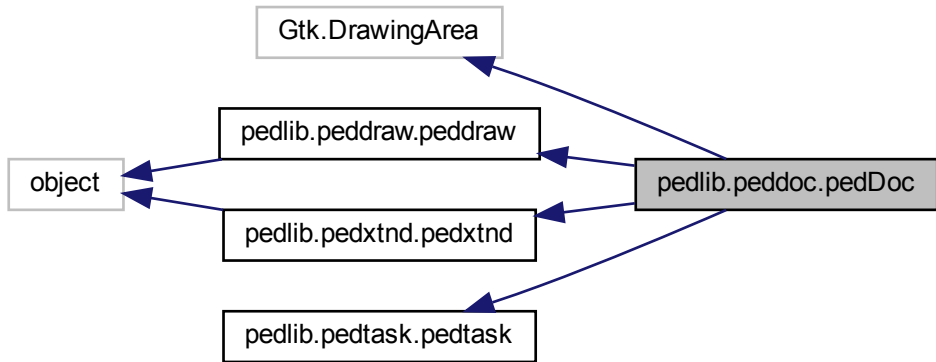 Gtk.DrawingArea
pedlib.peddraw.peddraw
object
pedlib.peddoc.pedDoc
pedlib.pedxtnd.pedxtnd
pedlib.pedtask.pedtask